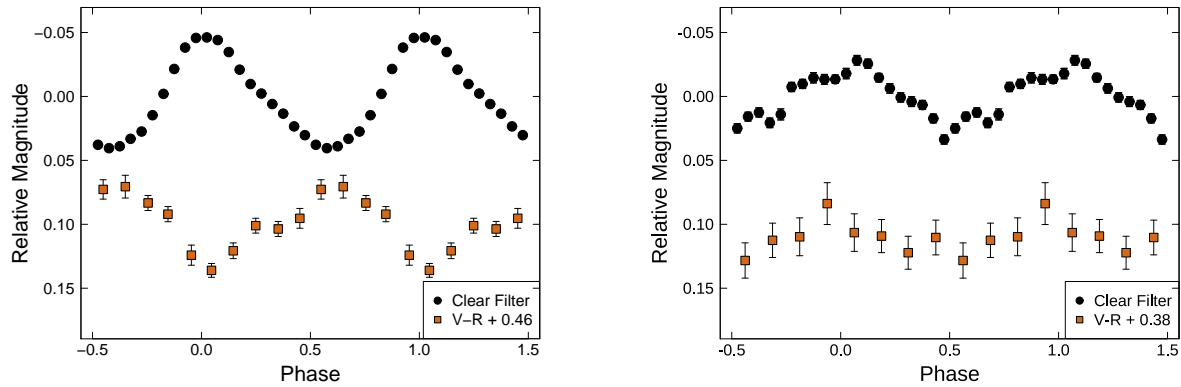 −0.05
0.00
0.05
0.10
0.15
Relative Magnitude
Clear Filter
V−R + 0.46
−0.5 0.0 0.5 1.0 1.5
Phase
-0.05
0.00
0.05
0.10
0.15
Relative Magnitude
Clear Filter
V-R + 0.38
-0.5 0.0 0.5 1.0 1.5
Phase